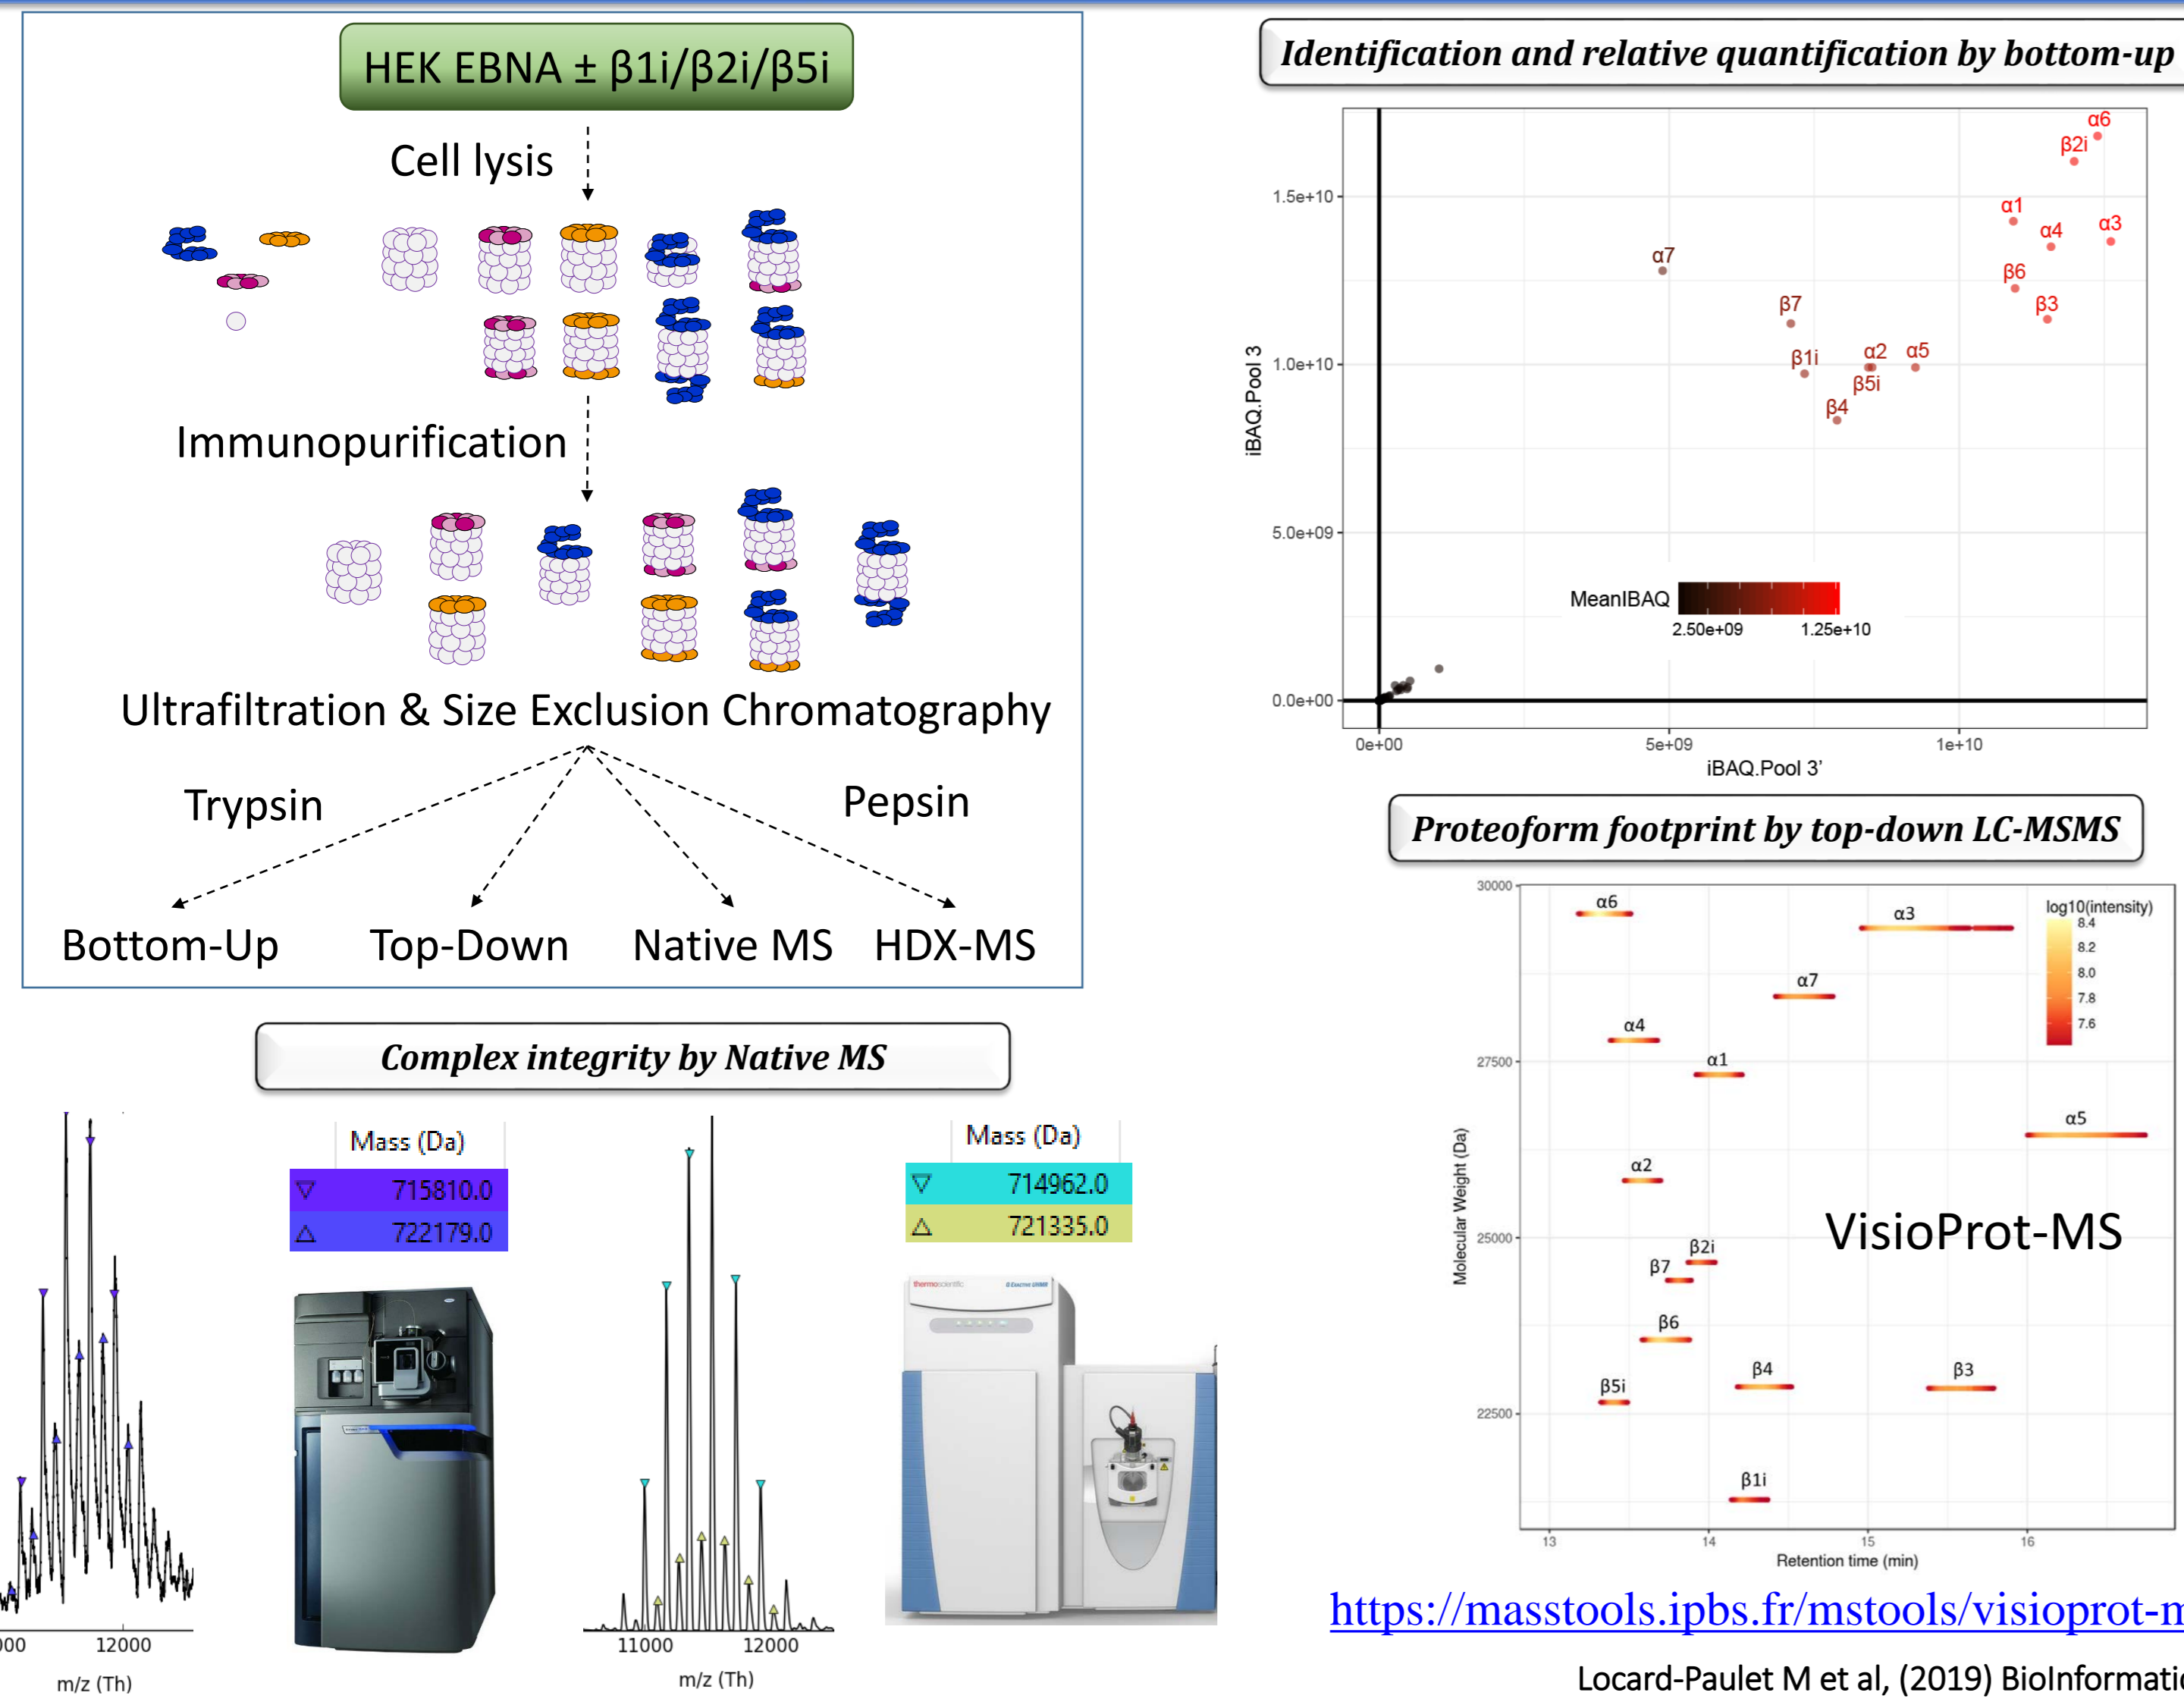 HEK EBNA ± β1i/β2i/β5i
Cell lysis
Immunopurification
Ultrafiltration & Size Exclusion Chromatography
Trypsin
Pepsin
Bottom-Up
Top-Down
Native MS
HDX-MS
Complex integrity by Native MS
Mass (Da)
▽ 715810.0
△ 722179.0
12000
m/z (Th)
Mass (Da)
▽ 714962.0
△ 721335.0
thermoscientific
11000
12000
m/z (Th)
Identification and relative quantification by bottom-up
iBAQ.Pool 3
1.5e+10
1.0e+10
5.0e+09
0.0e+00
α6
β2i
α1
α4
α3
α7
β6
β3
β7
β1i
α2
α5
β5i
β4
MeanIBAQ
2.50e+09
1.25e+10
0e+00
5e+09
1e+10
iBAQ.Pool 3’
Proteoform footprint by top-down LC-MSMS
Molecular Weight (Da)
30000
27500
25000
22500
α6
α3
log10(intensity)
8.4
8.2
8.0
7.8
7.6
α7
α4
α1
α5
α2
VisioProt-MS
β2i
β7
β6
β4
β3
β5i
β1i
13
14
15
16
Retention time (min)
https://masstools.ipbs.fr/mstools/visioprot-m
Locard-Paulet M et al, (2019) BioInformatic